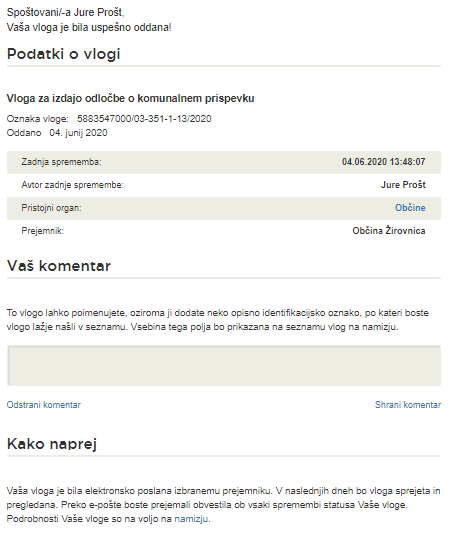 Spoštovani/-a Jure Prošt,
Vaša vloga je bila uspešno oddana!
Podatki o vlogi
Vloga za izdajo odločbe o komunalnem prispevku
Oznaka vloge: 5883547000/03-351-1-13/2020
Oddano 04. junij 2020
Zadnja sprememba: 04.06.2020 13:48:07
Avtor zadnje spremembe: Jure Prošt
Pristojni organ: Občine
Prejemnik: Občina Žirovnica
Vaš komentar
To vlogo lahko poimenujete, oziroma ji dodate neko opisno identifikacijsko oznako, po kateri boste
vlogo lažje našli v seznamu. Vsebina tega polja bo prikazana na seznamu vlog na namizju.
Odstrani komentar Shrani komentar
Kako naprej
Vaša vloga je bila elektronsko poslana izbranemu prejemniku. V naslednjih dneh bo vloga sprejeta in
pregledana. Preko e-pošte boste prejemali obvestila ob vsaki spremembi statusa Vaše vloge.
Podrobnosti Vaše vloge so na voljo na namizju.